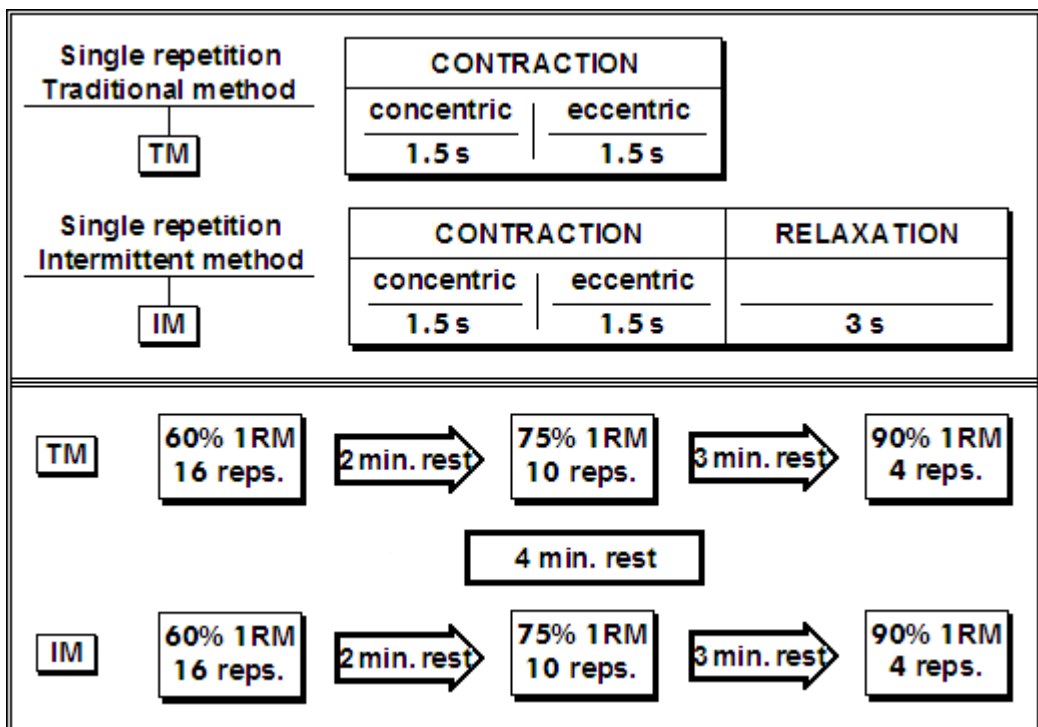 Single repetition
Traditional method
TM
CONTRACTION
concentric eccentric
1.5 s 1.5 s
Single repetition
Intermittent method
IM
CONTRACTION RELAXATION
concentric eccentric
1.5 s 1.5 s 3 s
TM
60% 1RM
16 reps.
2 min. rest
75% 1RM
10 reps.
3 min. rest
90% 1RM
4 reps.
4 min. rest
IM
60% 1RM
16 reps.
2 min. rest
75% 1RM
10 reps.
3 min. rest
90% 1RM
4 reps.